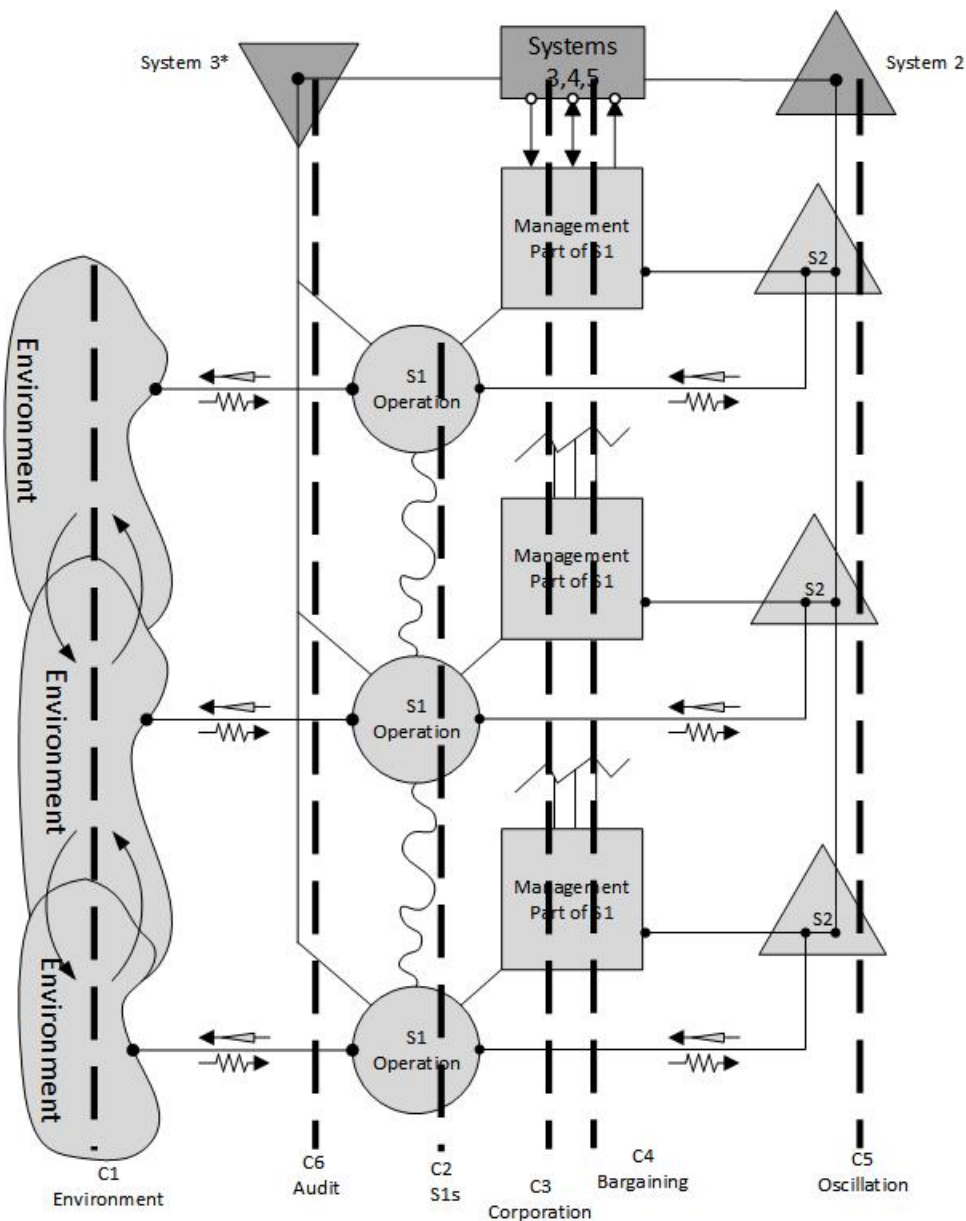 System 3*
Systems
3,4,5
System 2
Management
Part of S1
S2
Environment
S1
Operation
Management
Part of S1
S2
Environment
S1
Operation
Management
Part of S1
S2
Environment
S1
Operation
C1
Environment
C6
Audit
C2
S1s
C3
Corporation
C4
Bargaining
C5
Oscillation